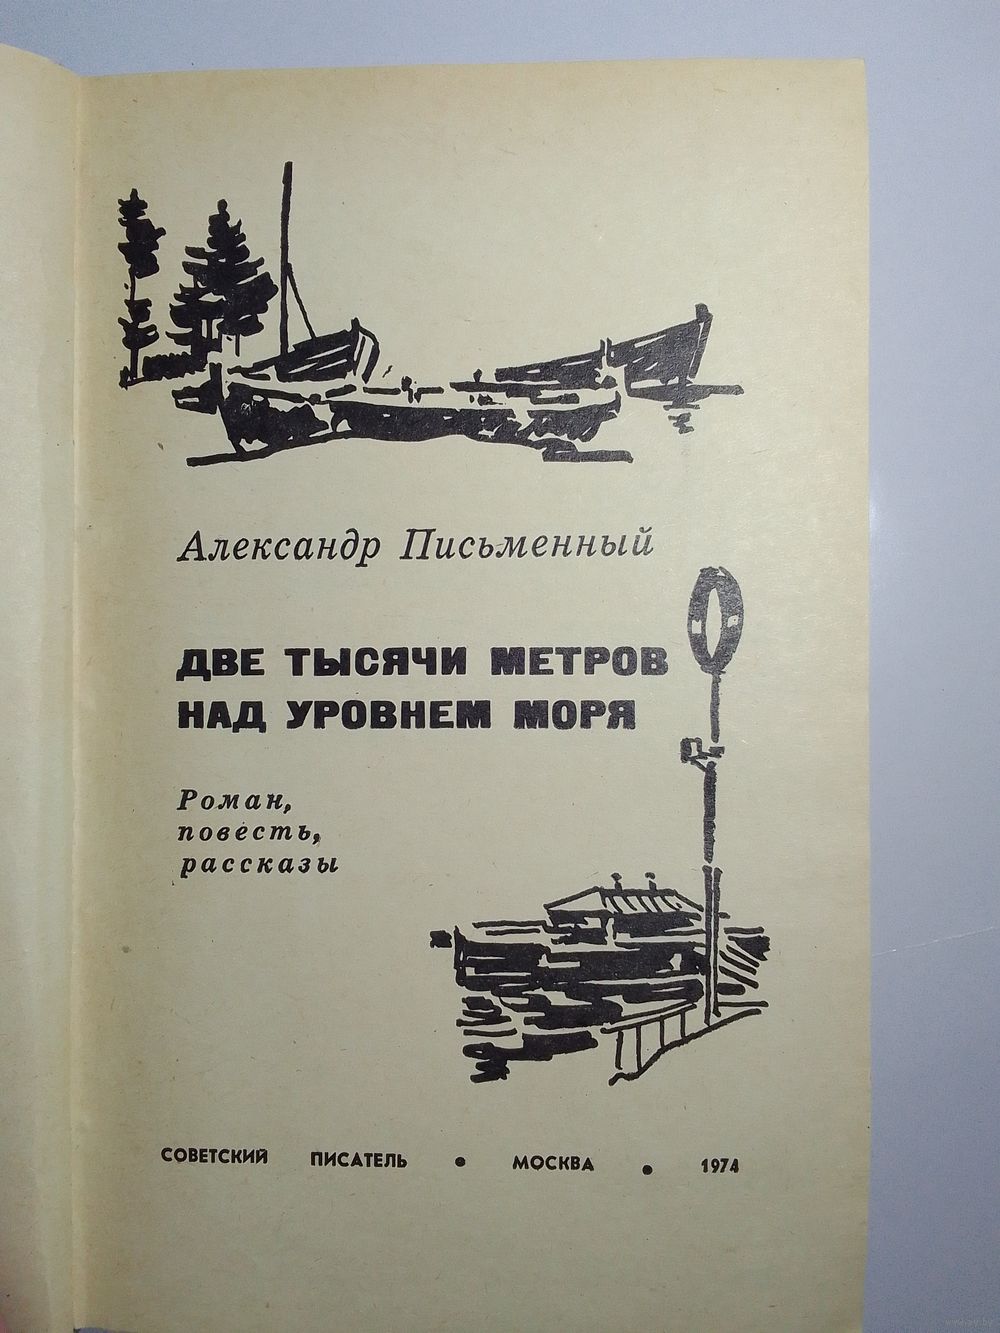 Александр Письменный
ДВЕ ТЫСЯЧИ МЕТРОВ
НАД УРОВНЕМ МОРЯ
Роман,
повесть,
рассказы
СОВЕТСКИЙ ПИСАТЕЛЬ • МОСКВА • 1974